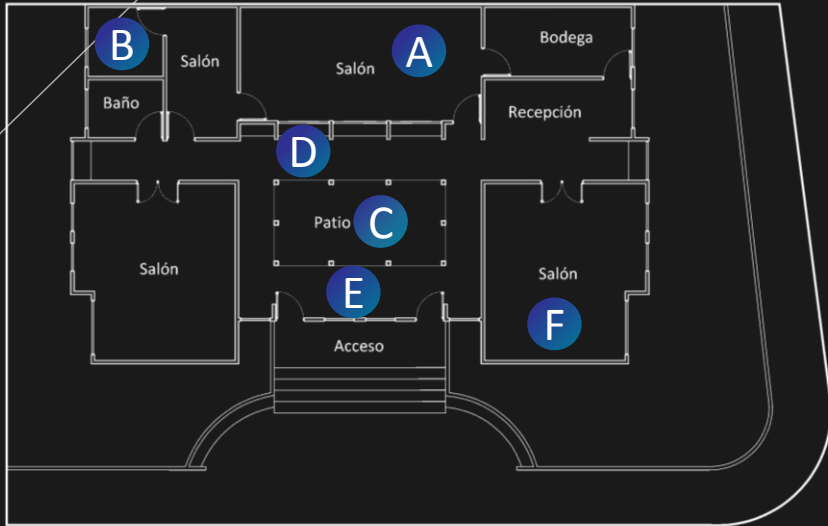 B
Salón
A
Salón
Bodega
Baño
Recepción
D
Patio C
Salón
Salón
E
F
Acceso